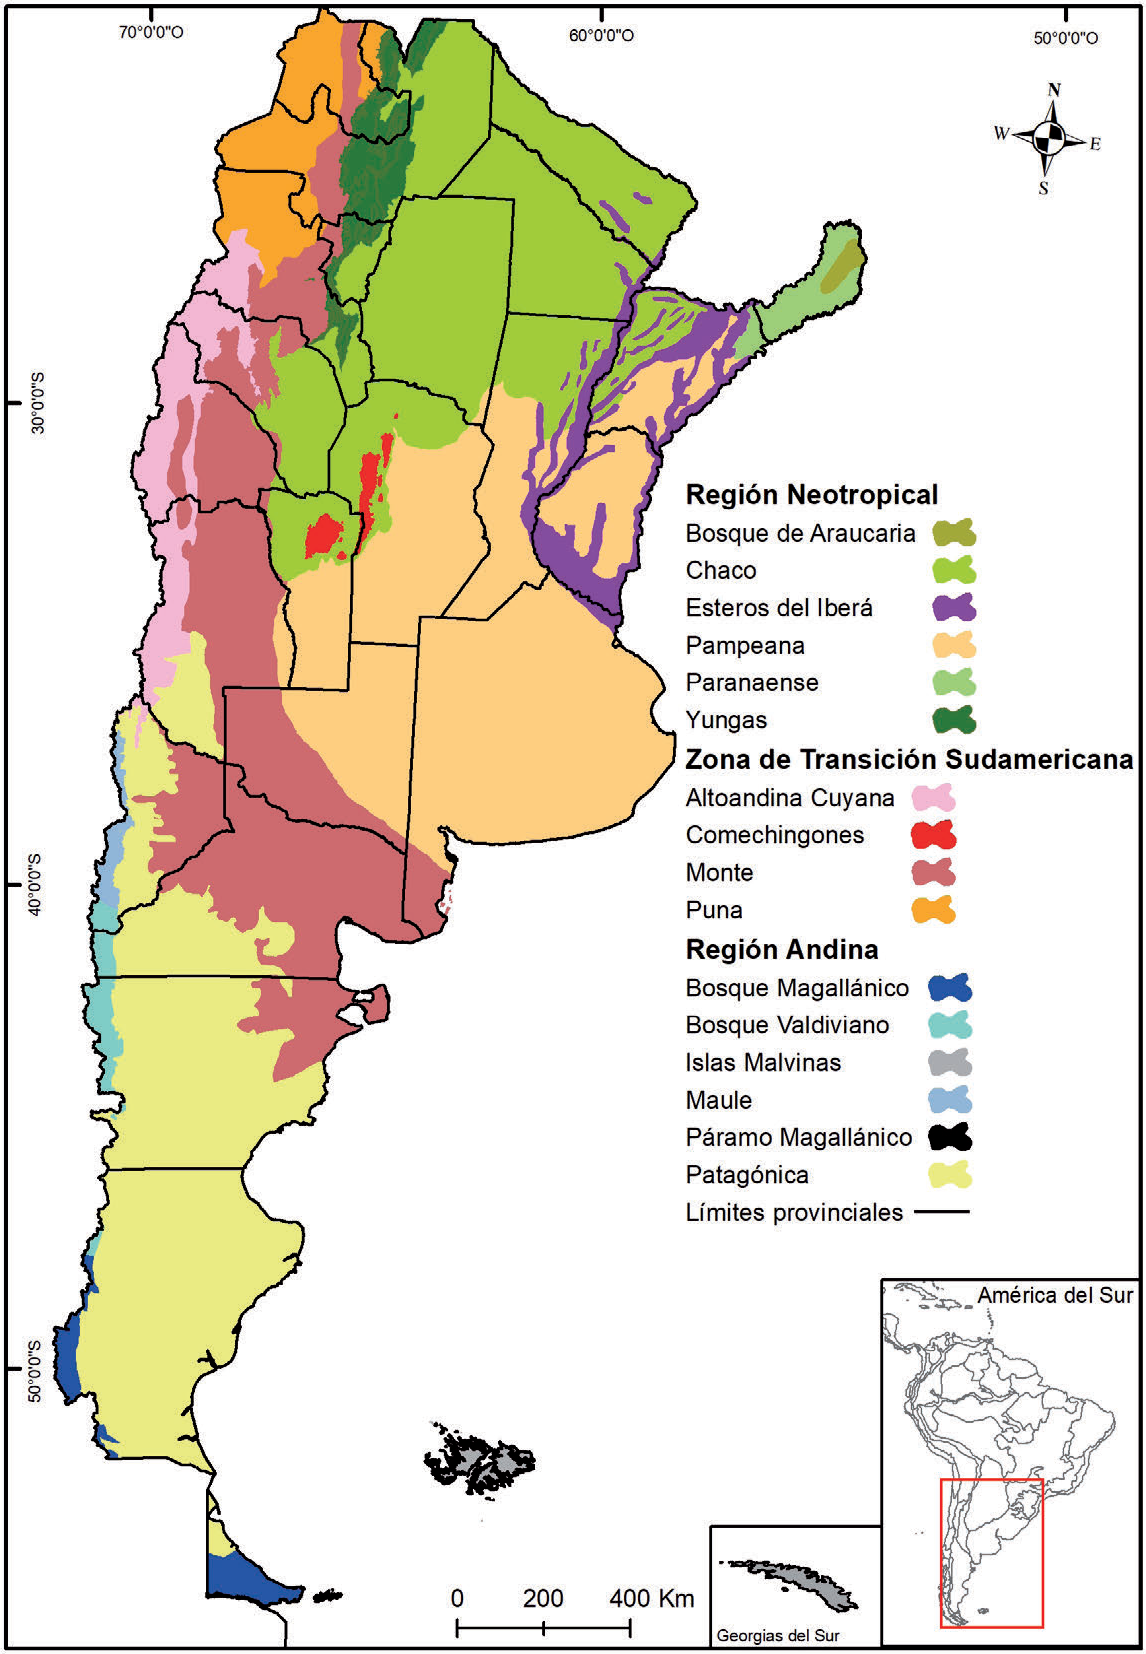 70°0'0"O
60°0'0"O
50°0'0"O
N
W
E
S
30°0'0"S
40°0'0"S
50°0'0"S
Región Neotropical
Bosque de Araucaria
Chaco
Esteros del Iberá
Pampeana
Paranaense
Yungas
Zona de Transición Sudamericana
Altoandina Cuyana
Comechingones
Monte
Puna
Región Andina
Bosque Magallánico
Bosque Valdiviano
Islas Malvinas
Maule
Páramo Magallánico
Patagónica
Límites provinciales
América del Sur
0 200 400 Km
Georgias del Sur